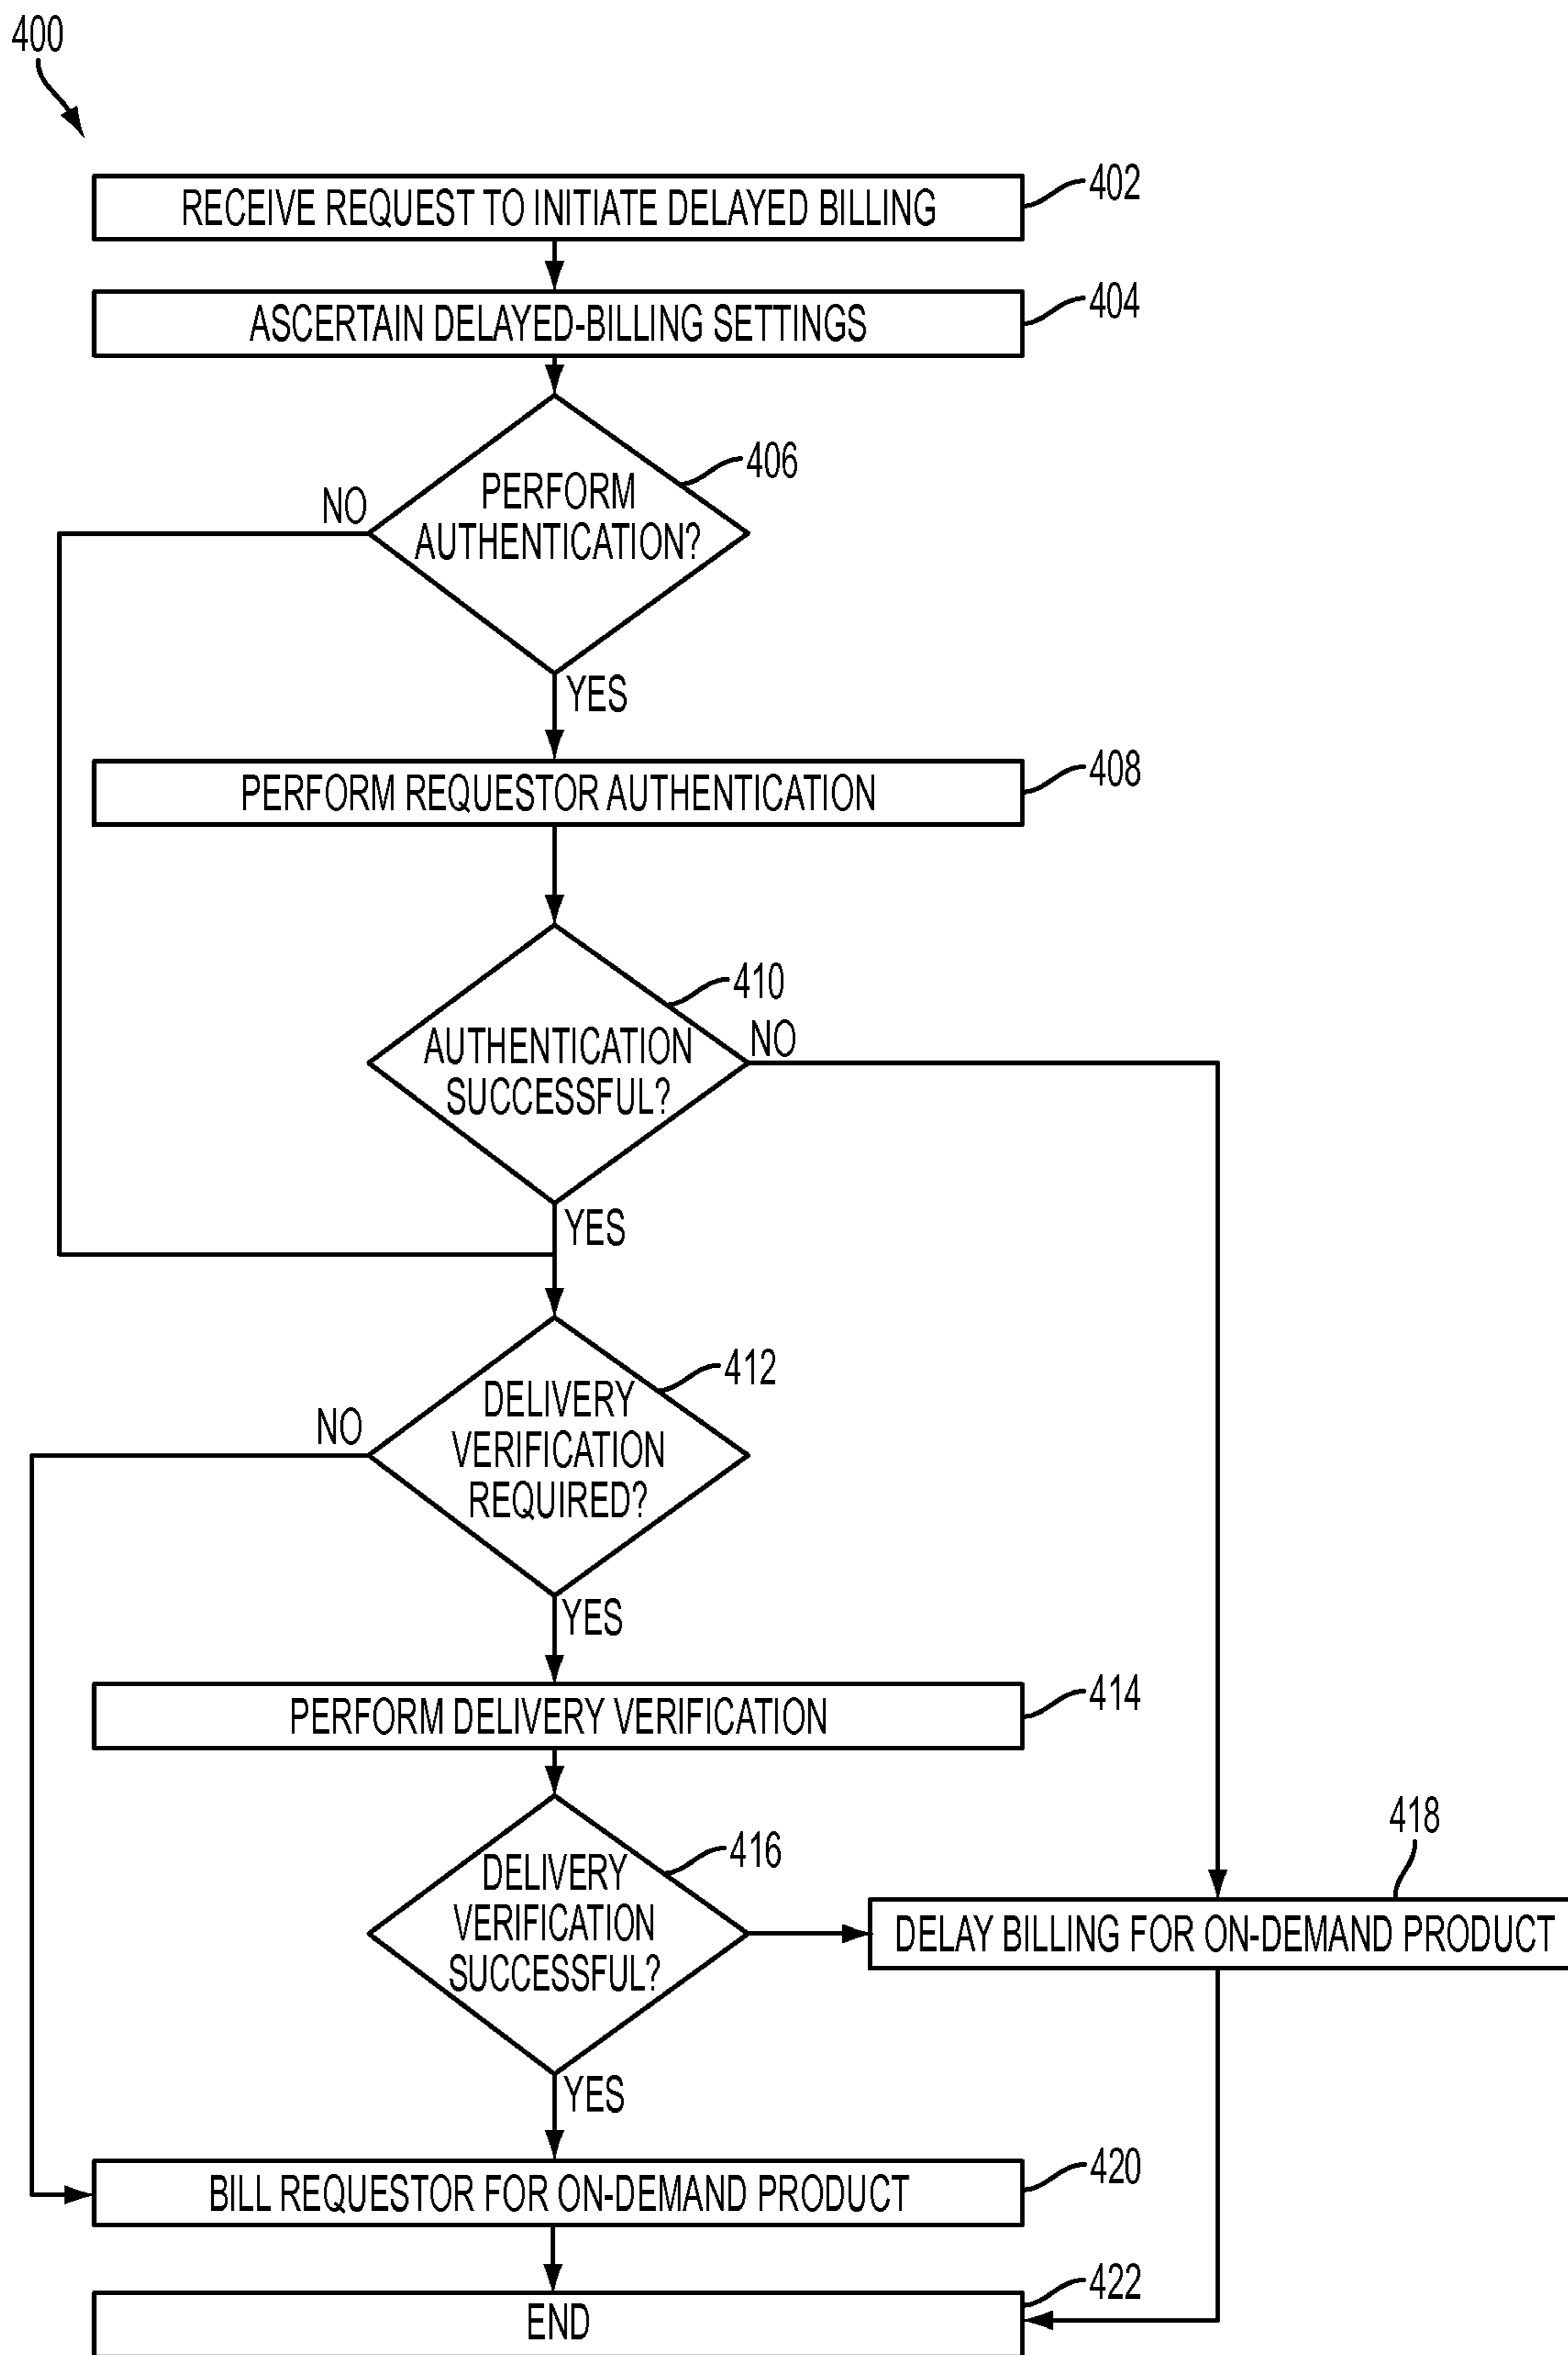 400
RECEIVE REQUEST TO INITIATE DELAYED BILLING
402
ASCERTAIN DELAYED-BILLING SETTINGS
404
406
NO
PERFORM
AUTHENTICATION?
YES
PERFORM REQUESTOR AUTHENTICATION
408
410
AUTHENTICATION
SUCCESSFUL?
NO
YES
412
NO
DELIVERY
VERIFICATION
REQUIRED?
YES
PERFORM DELIVERY VERIFICATION
414
416
DELIVERY
VERIFICATION
SUCCESSFUL?
418
DELAY BILLING FOR ON-DEMAND PRODUCT
YES
BILL REQUESTOR FOR ON-DEMAND PRODUCT
420
END
422